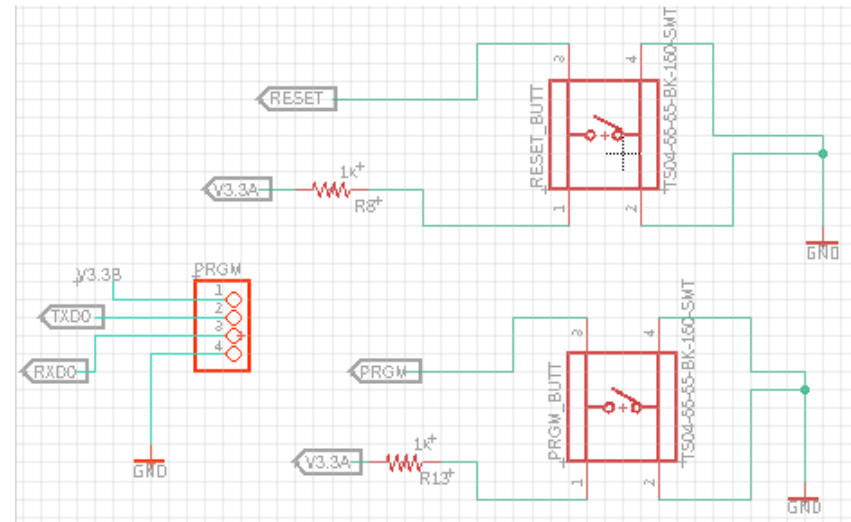 RESET
RESET_BUTT
3
4
1
2
TS04-66-65-BK-160-SMT
V3.3A
1k
R8
GND
V3.3B
PRGM
1
2
3
4
TXD0
RXD0
GND
PRGM
PRGM_BUTT
3
4
1
2
TS04-66-65-BK-160-SMT
V3.3A
1k
R13
GND